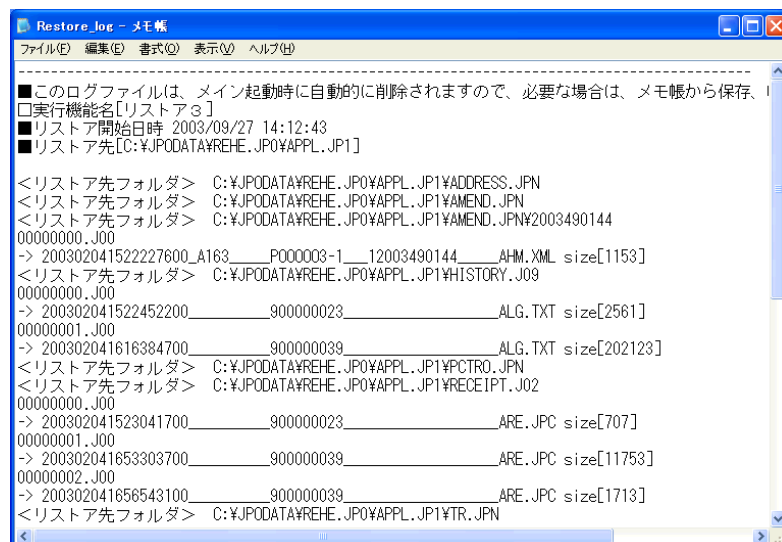 Restore_log - メモ帳
ファイル(F) 編集(E) 書式(O) 表示(V) ヘルプ(H)
--------------------------------------------------------------------------------
■このログファイルは、メイン起動時に自動的に削除されますので、必要な場合は、メモ帳から保存、
□実行機能名[リストア３]
■リストア開始日時 2003/09/27 14:12:43
■リストア先[C:¥JPODATA¥REHE.JP0¥APPL.JP1]
<リストア先フォルダ> C:¥JPODATA¥REHE.JP0¥APPL.JP1¥ADDRESS.JPN
<リストア先フォルダ> C:¥JPODATA¥REHE.JP0¥APPL.JP1¥AMEND.JPN
<リストア先フォルダ> C:¥JPODATA¥REHE.JP0¥APPL.JP1¥AMEND.JPN¥2003490144
00000000.J00
-> 200302041522227600_A163_____P000003-1___12003490144_____AHM.XML size[1153]
<リストア先フォルダ> C:¥JPODATA¥REHE.JP0¥APPL.JP1¥HISTORY.J09
00000000.J00
-> 200302041522452200__________900000023___________________ALG.TXT size[2561]
00000001.J00
-> 200302041616384700__________900000039___________________ALG.TXT size[202123]
<リストア先フォルダ> C:¥JPODATA¥REHE.JP0¥APPL.JP1¥PCTRO.JPN
<リストア先フォルダ> C:¥JPODATA¥REHE.JP0¥APPL.JP1¥RECEIPT.J02
00000000.J00
-> 200302041523041700__________900000023___________________ARE.JPC size[707]
00000001.J00
-> 200302041653303700__________900000039___________________ARE.JPC size[11753]
00000002.J00
-> 200302041656543100__________900000039___________________ARE.JPC size[1713]
<リストア先フォルダ> C:¥JPODATA¥REHE.JP0¥APPL.JP1¥TR.JPN